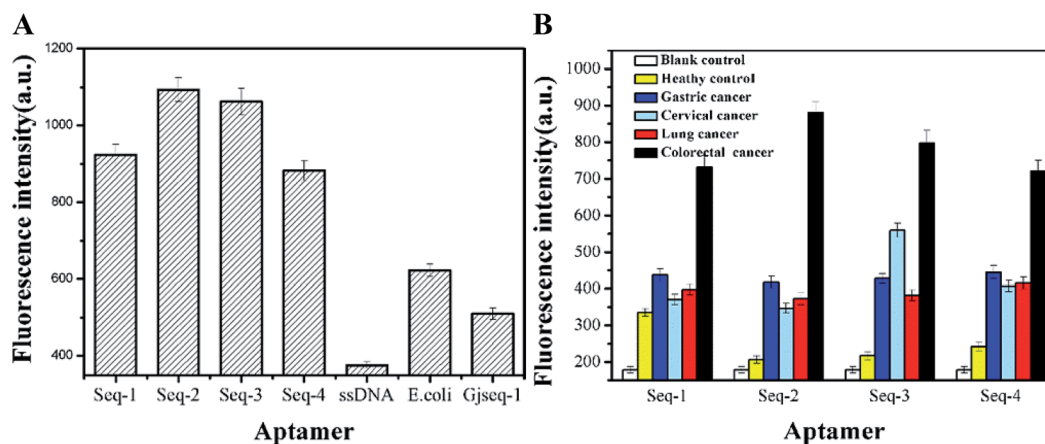 A
Fluorescence intensity(a.u.)
1200
1000
800
600
400
Seq-1 Seq-2 Seq-3 Seq-4 ssDNA E.coli Gjseq-1
Aptamer
B
Fluorescence intensity(a.u.)
1000
900
800
700
600
500
400
300
200
Blank control
Heathy control
Gastric cancer
Cervical cancer
Lung cancer
Colorectal cancer
Seq-1 Seq-2 Seq-3 Seq-4
Aptamer